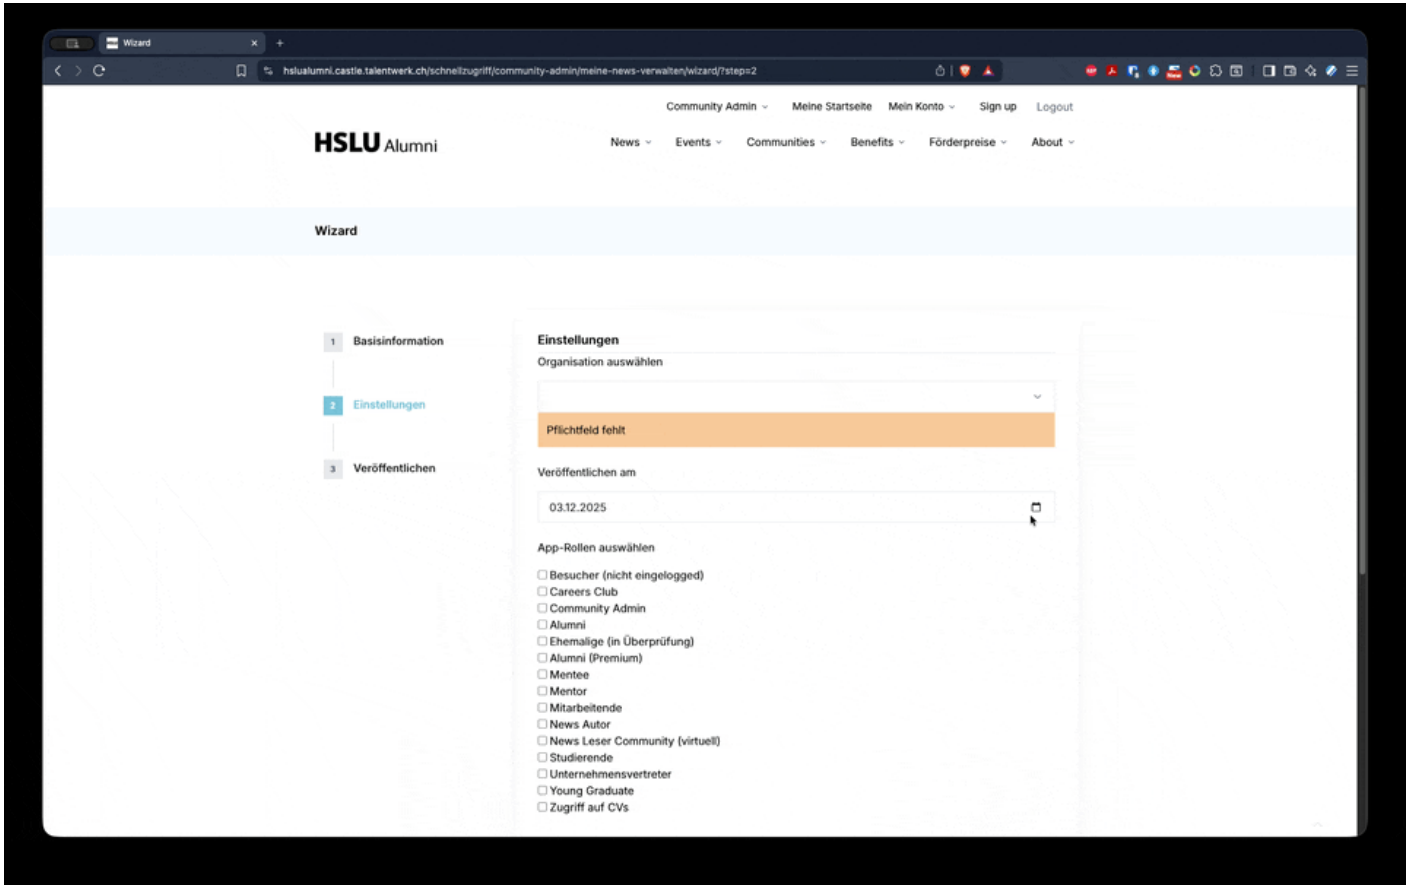 Wizard
hslualumni.castle.talentwerk.ch/schnellzugriff/community-admin/meine-news-verwalten/wizard/?step=2
Community Admin Meine Startseite Mein Konto Sign up Logout
HSLU Alumni
News Events Communities Benefits Förderpreise About
Wizard
1 Basisinformation
2 Einstellungen
3 Veröffentlichen
Einstellungen
Organisation auswählen
Pflichtfeld fehlt
Veröffentlichen am
03.12.2025
App-Rollen auswählen
Besucher (nicht eingelogged)
Careers Club
Community Admin
Alumni
Ehemalige (in Überprüfung)
Alumni (Premium)
Mentee
Mentor
Mitarbeitende
News Autor
News Leser Community (virtuell)
Studierende
Unternehmensvertreter
Young Graduate
Zugriff auf CVs